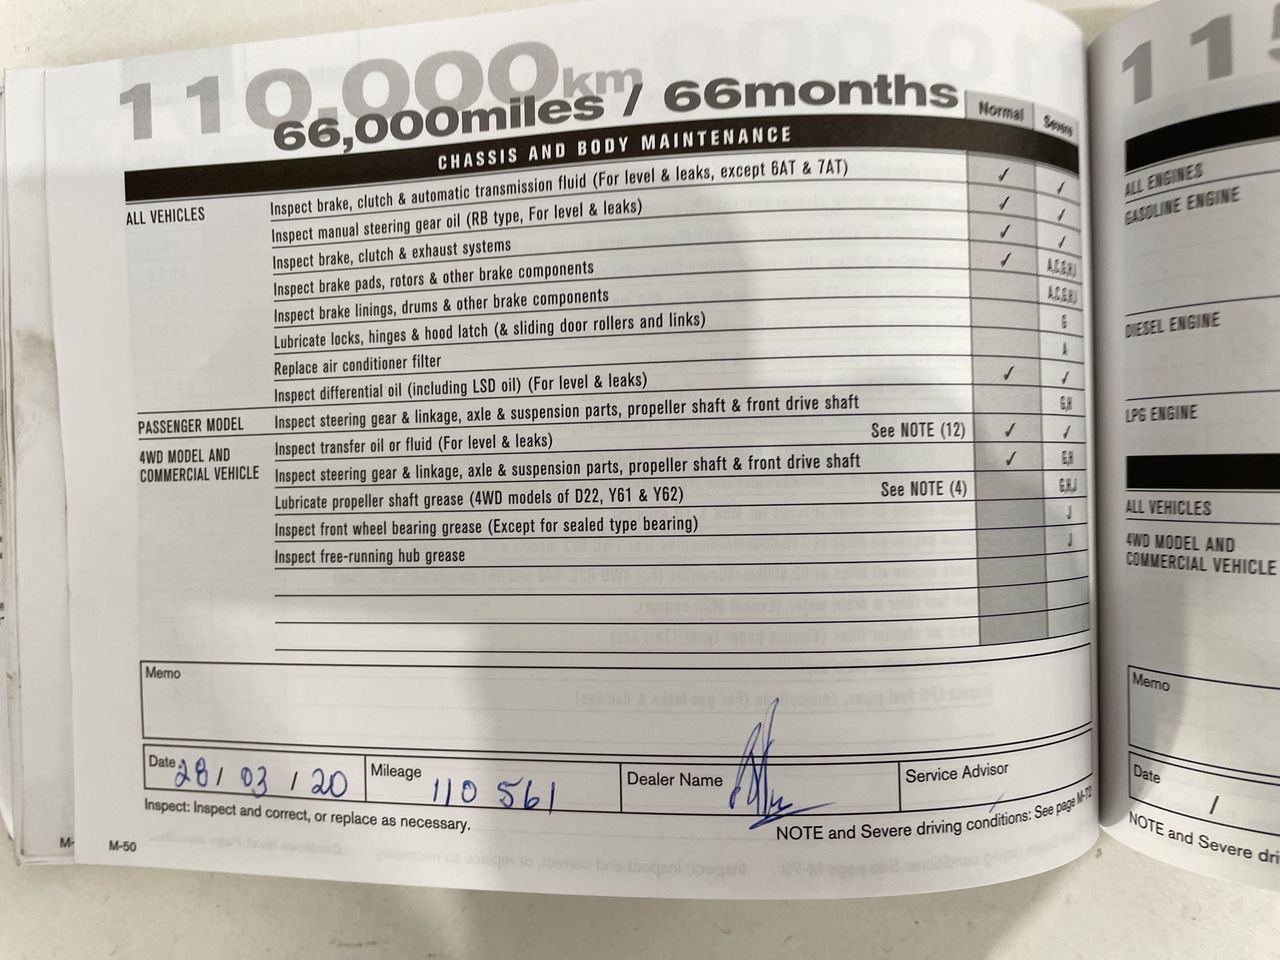 110,000km
66,000miles / 66months
Normal Severe
CHASSIS AND BODY MAINTENANCE
ALL VEHICLES Inspect brake, clutch & automatic transmission fluid (For level & leaks, except 6AT & 7AT) ✓ ✓
Inspect manual steering gear oil (RB type, For level & leaks) ✓ ✓
Inspect brake, clutch & exhaust systems ✓ ✓
Inspect brake pads, rotors & other brake components ✓ A,C,G,H,I
Inspect brake linings, drums & other brake components A,C,G,H,I
Lubricate locks, hinges & hood latch (& sliding door rollers and links) G
Replace air conditioner filter A
Inspect differential oil (including LSD oil) (For level & leaks) ✓ ✓
PASSENGER MODEL Inspect steering gear & linkage, axle & suspension parts, propeller shaft & front drive shaft G,H
4WD MODEL AND COMMERCIAL VEHICLE Inspect transfer oil or fluid (For level & leaks) See NOTE (12) ✓ ✓
Inspect steering gear & linkage, axle & suspension parts, propeller shaft & front drive shaft ✓ G,H
Lubricate propeller shaft grease (4WD models of D22, Y61 & Y62) See NOTE (4) G,H,J
Inspect front wheel bearing grease (Except for sealed type bearing) J
Inspect free-running hub grease J
Memo
Date 28 / 03 / 20 Mileage 110 561 Dealer Name Service Advisor
Inspect: Inspect and correct, or replace as necessary.
NOTE and Severe driving conditions: See page M-72
M-50
M-
115
ALL ENGINES
GASOLINE ENGINE
DIESEL ENGINE
LPG ENGINE
ALL VEHICLES
4WD MODEL AND
COMMERCIAL VEHICLE
Memo
Date /
NOTE and Severe dri